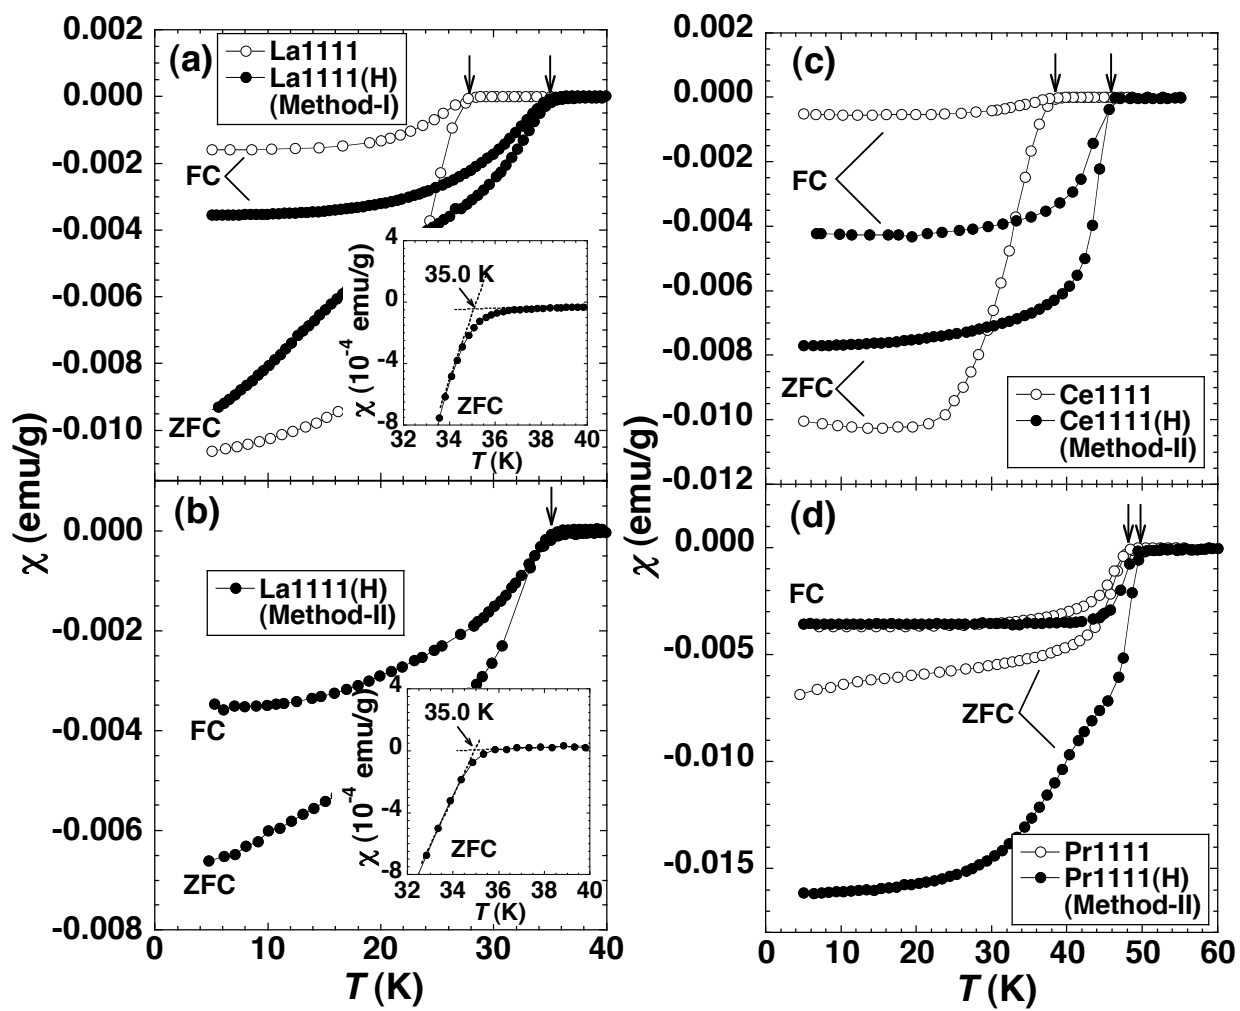 0.002
0.000
-0.002
-0.004
-0.006
-0.008
-0.010
χ (emu/g)
(a)
La1111
La1111(H)
(Method-I)
FC
ZFC
4
0
-4
-8
χ (10-4 emu/g)
35.0 K
ZFC
32 34 36 38 40
T (K)
0.000
-0.002
-0.004
-0.006
-0.008
χ (emu/g)
(b)
La1111(H)
(Method-II)
FC
ZFC
4
0
-4
-8
χ (10-4 emu/g)
35.0 K
ZFC
32 34 36 38 40
T (K)
0 10 20 30 40
T (K)
0.002
0.000
-0.002
-0.004
-0.006
-0.008
-0.010
-0.012
χ (emu/g)
(c)
FC
ZFC
Ce1111
Ce1111(H)
(Method-II)
0.000
-0.005
-0.010
-0.015
(d)
FC
ZFC
Pr1111
Pr1111(H)
(Method-II)
0 10 20 30 40 50 60
T (K)